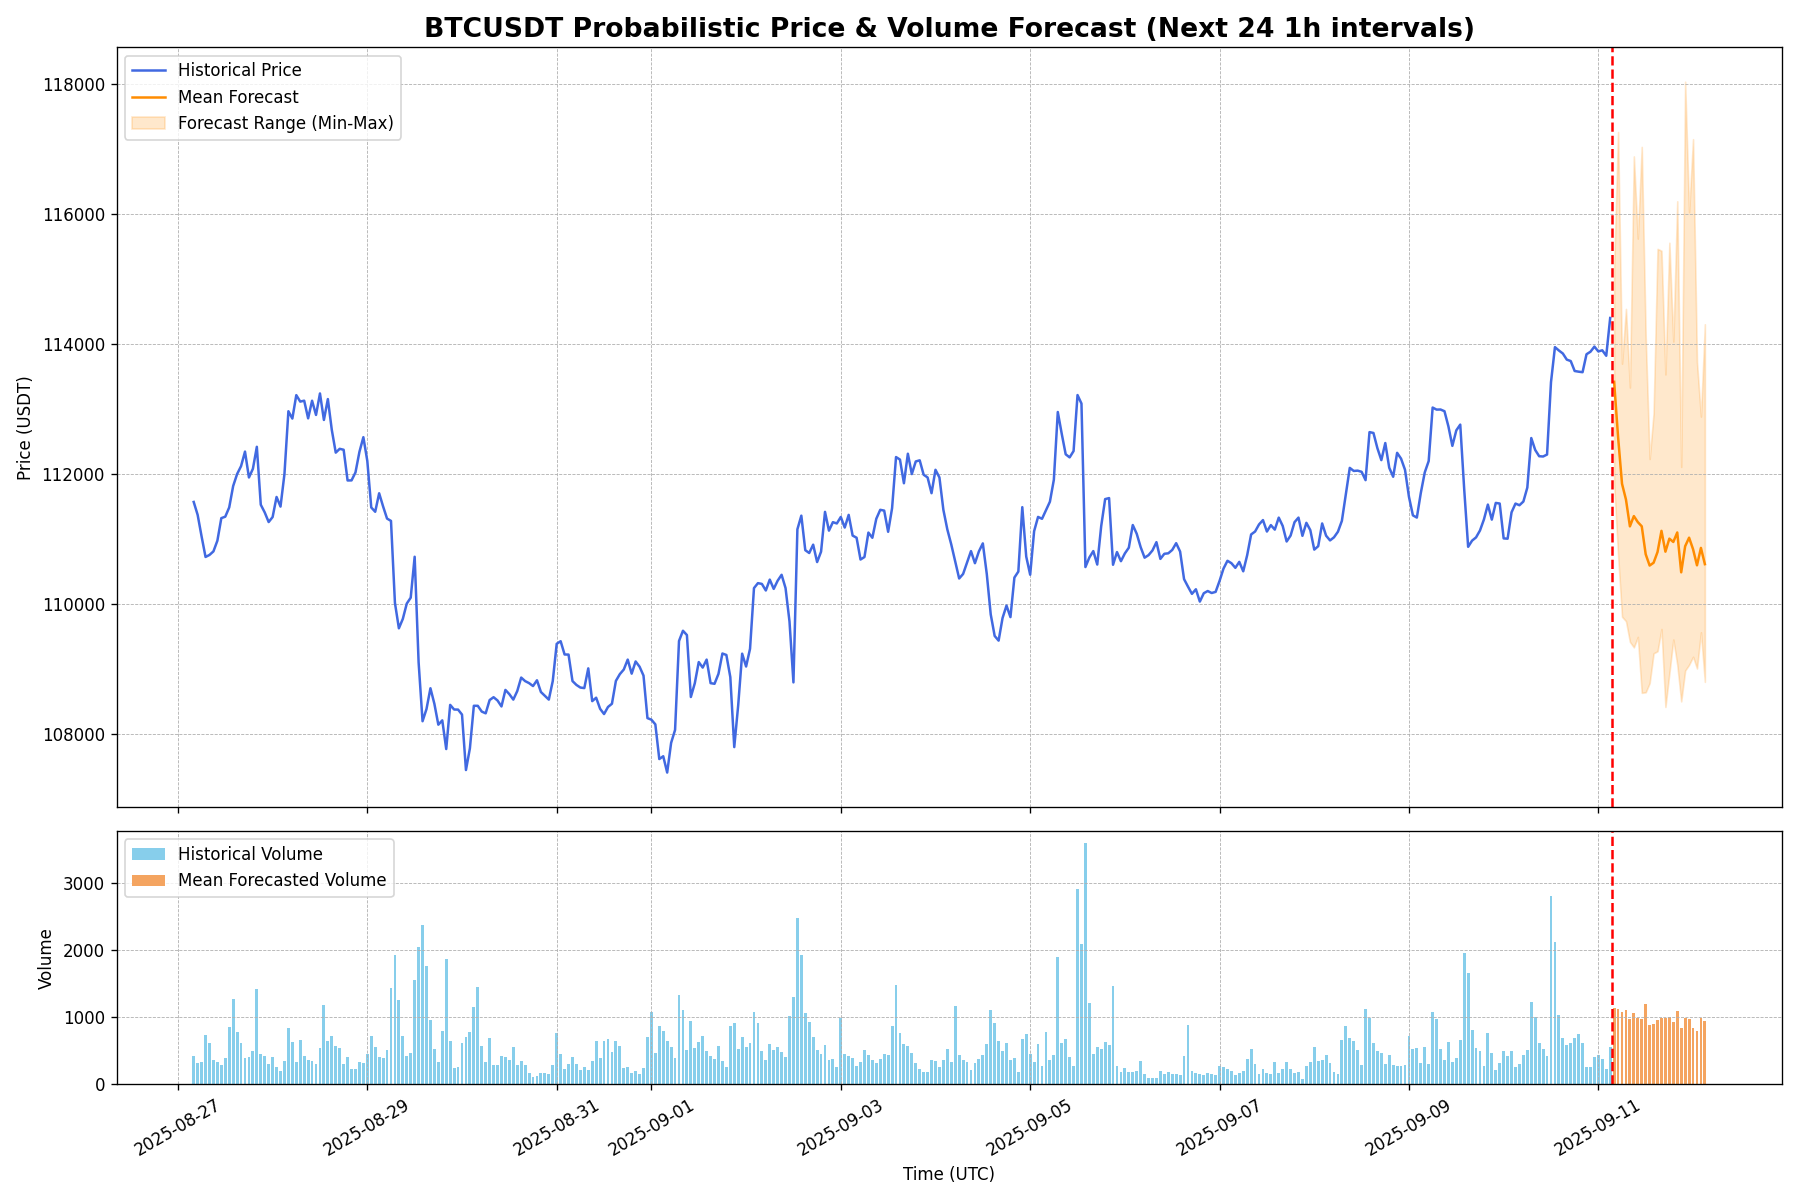 BTCUSDT Probabilistic Price & Volume Forecast (Next 24 1h intervals)
Historical Price
Mean Forecast
Forecast Range (Min-Max)
118000
116000
114000
112000
110000
108000
Price (USDT)
Historical Volume
Mean Forecasted Volume
3000
2000
1000
0
Volume
2025-08-27
2025-08-29
2025-08-31
2025-09-01
2025-09-03
2025-09-05
2025-09-07
2025-09-09
2025-09-11
Time (UTC)